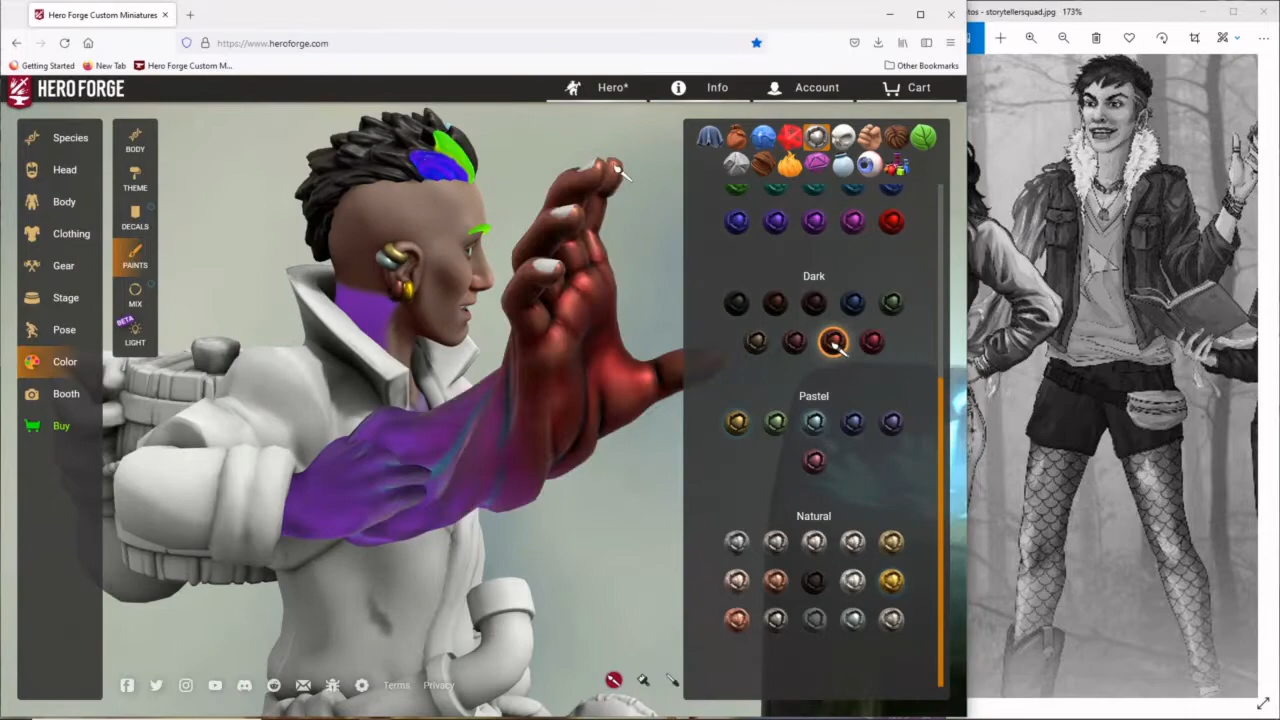 Hero Forge Custom Miniatures
tos - storytellersquad.jpg 173%
https://www.heroforge.com
Getting Started
New Tab
Hero Forge Custom M...
Other Bookmarks
HERO FORGE
Hero*
Info
Account
Cart
Species
Head
Body
Clothing
Gear
Stage
Pose
Color
Booth
Buy
BODY
THEME
DECALS
PAINTS
MIX
BETA
LIGHT
Dark
Pastel
Natural
Terms
Privacy